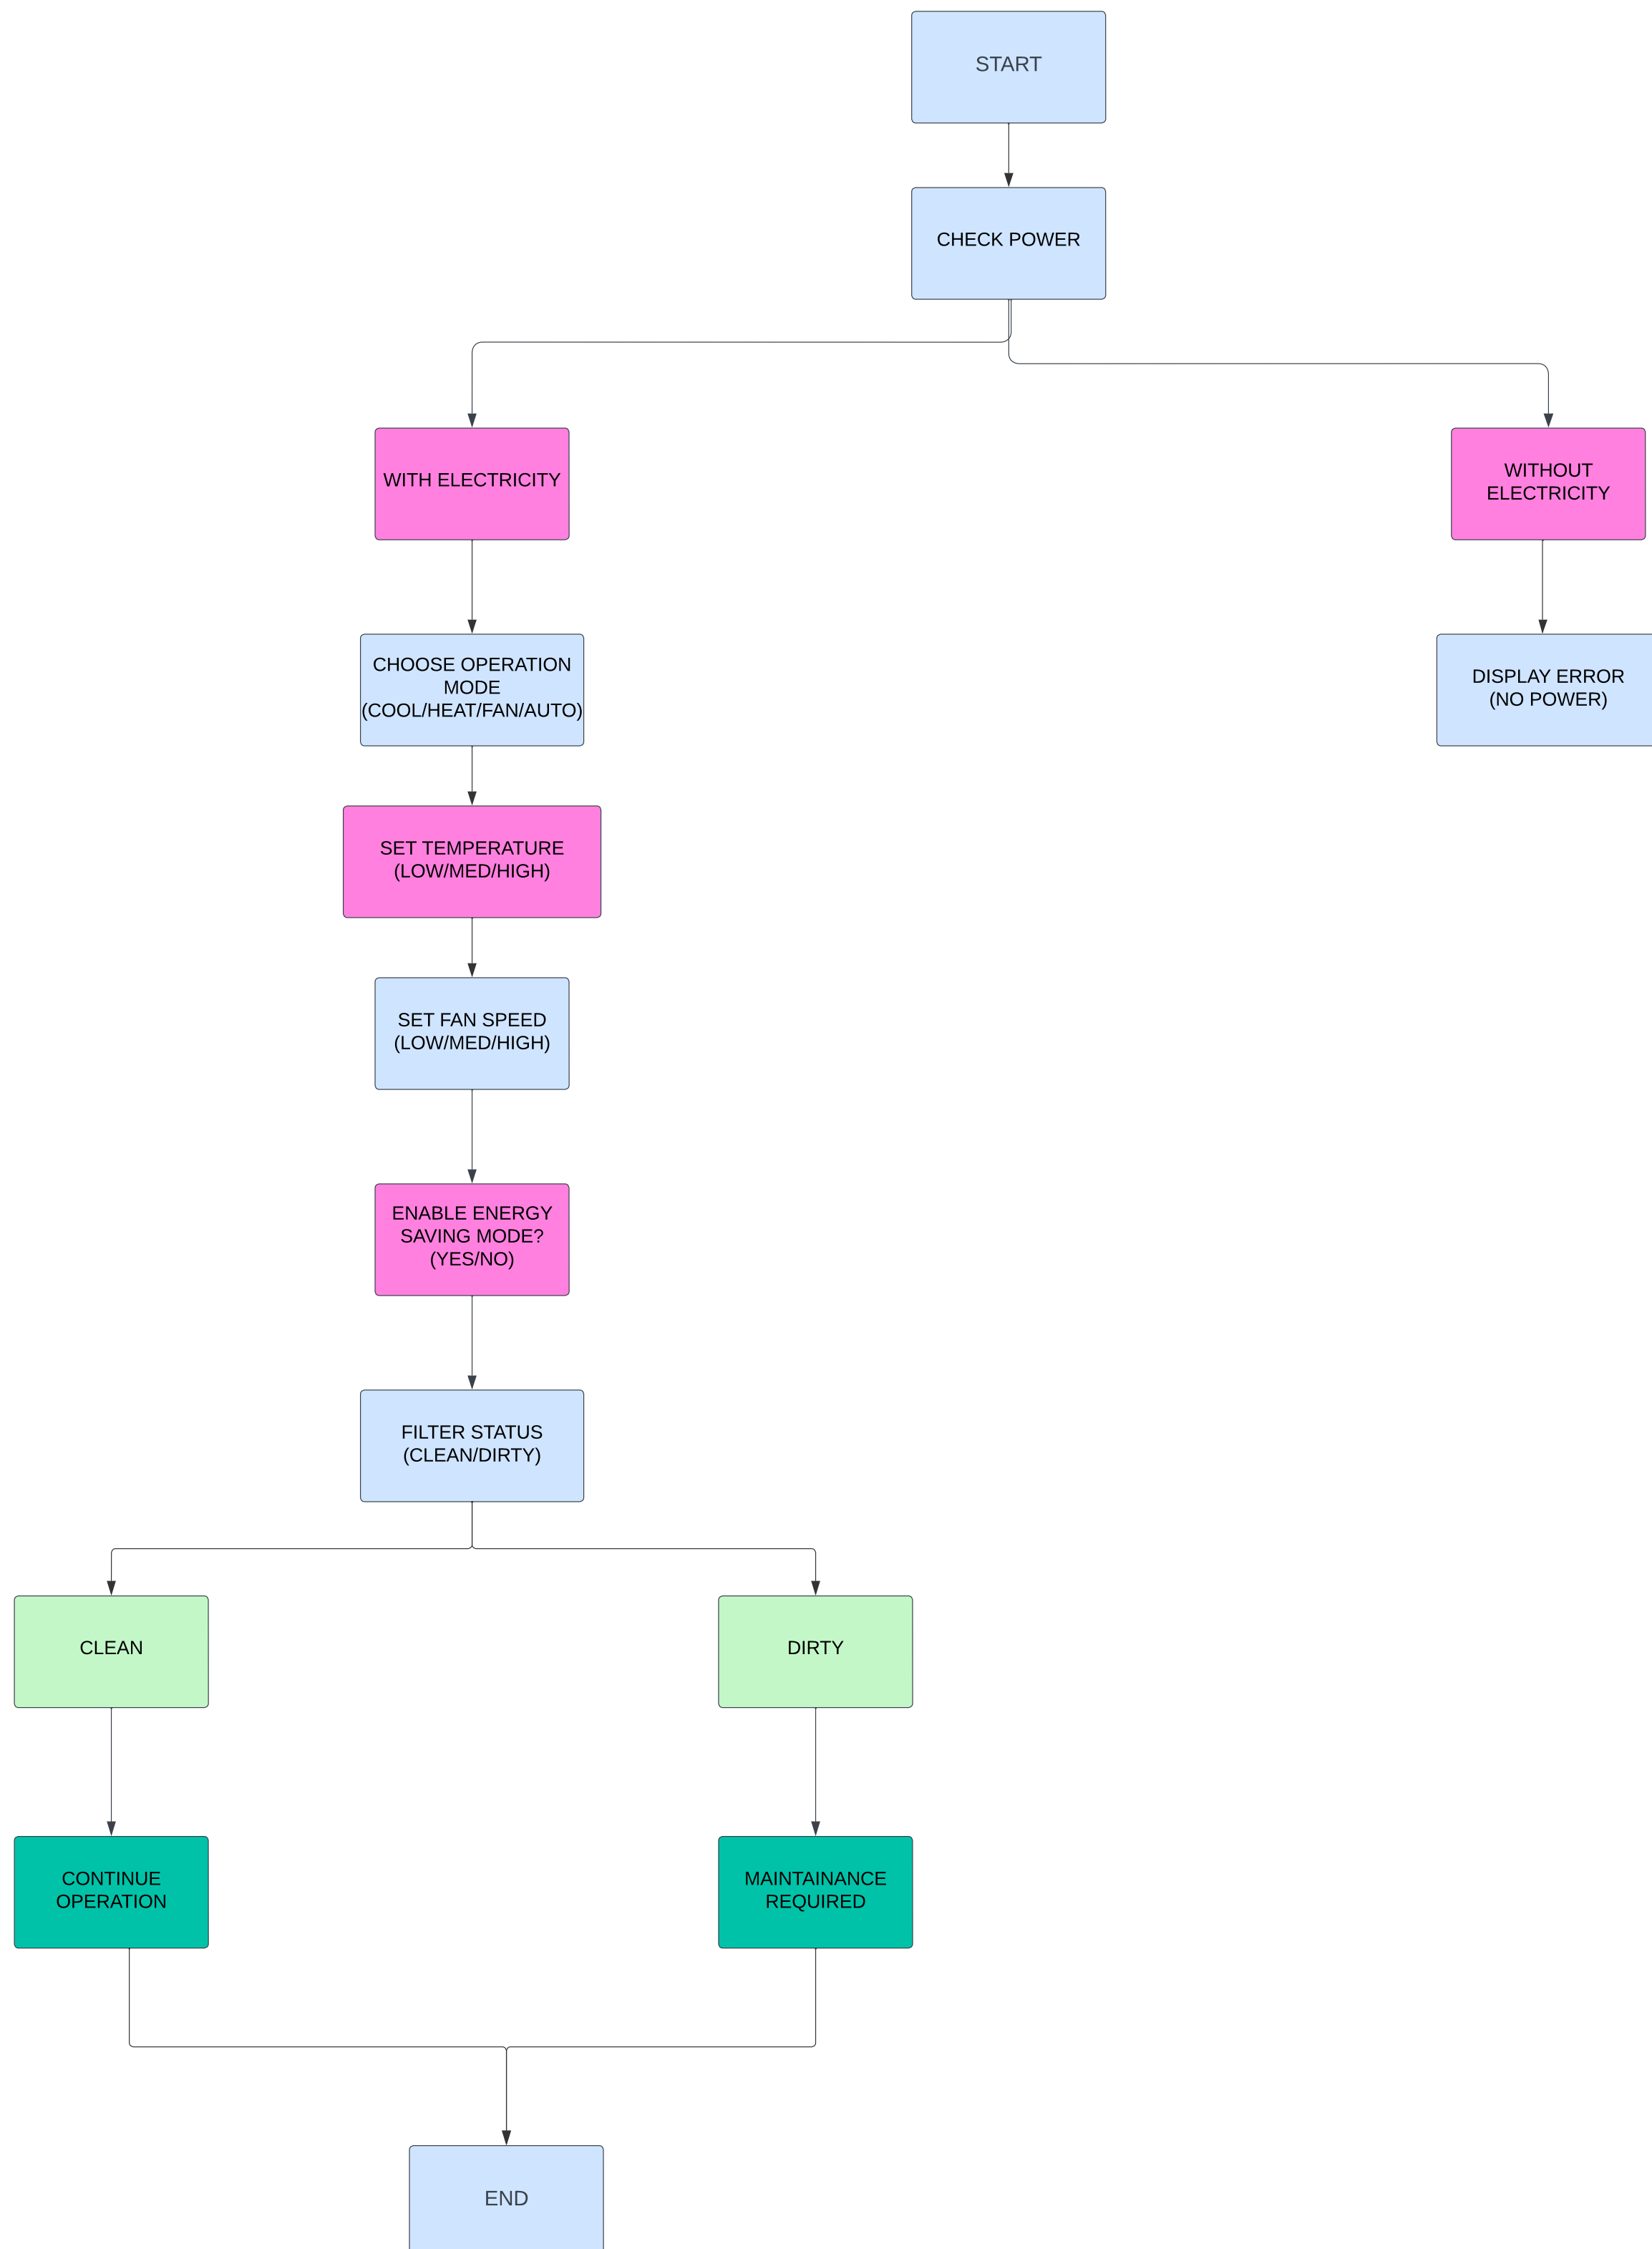 START
CHECK POWER
WITH ELECTRICITY
WITHOUT
ELECTRICITY
CHOOSE OPERATION
MODE
(COOL/HEAT/FAN/AUTO)
DISPLAY ERROR
(NO POWER)
SET TEMPERATURE
(LOW/MED/HIGH)
SET FAN SPEED
(LOW/MED/HIGH)
ENABLE ENERGY
SAVING MODE?
(YES/NO)
FILTER STATUS
(CLEAN/DIRTY)
CLEAN
DIRTY
CONTINUE
OPERATION
MAINTAINANCE
REQUIRED
END